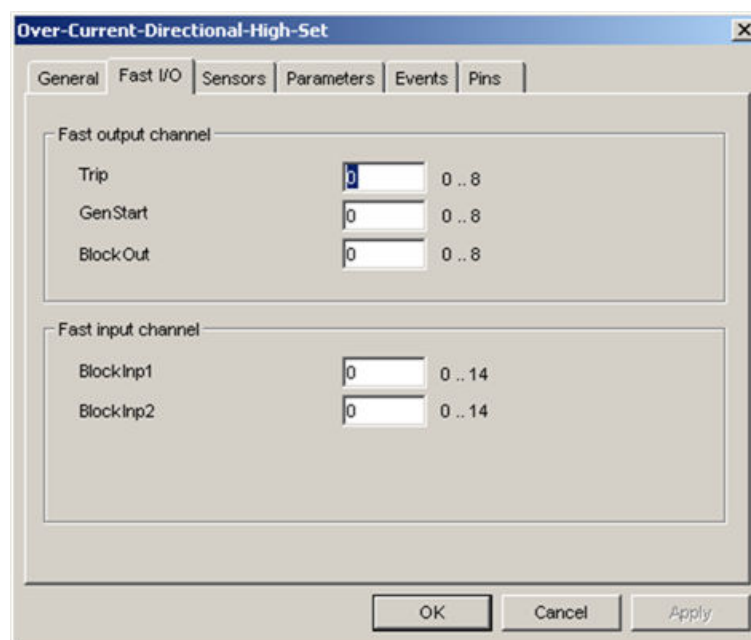 Over-Current-Directional-High-Set
General Fast I/O Sensors Parameters Events Pins
Fast output channel
Trip 0 0 .. 8
GenStart 0 0 .. 8
BlockOut 0 0 .. 8
Fast input channel
BlockInp1 0 0 .. 14
BlockInp2 0 0 .. 14
OK Cancel Apply